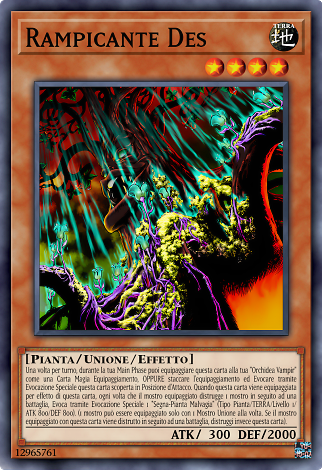 Rampicante Des
TERRA
地
[Pianta/Unione/Effetto]
Una volta per turno, durante la tua Main Phase puoi equipaggiare questa carta alla tua "Orchidea Vampir"
come una Carta Magia Equipaggiamento, OPPURE staccare l'equipaggiamento ed Evocare tramite
Evocazione Speciale questa carta scoperta in Posizione d'Attacco. Quando questa carta viene equipaggiata
per effetto di questa carta, ogni volta che il mostro equipaggiato distrugge 1 mostro in seguito ad una
battaglia, Evoca tramite Evocazione Speciale 1 "Segna-Pianta Malvagia" (Tipo Pianta/TERRA/Livello 1/
ATK 800/DEF 800). (1 mostro può essere equipaggiato solo con 1 Mostro Unione alla volta. Se il mostro
equipaggiato con questa carta viene distrutto in seguito ad una battaglia, distruggi invece questa carta).
ATK/ 300 DEF/2000
12965761